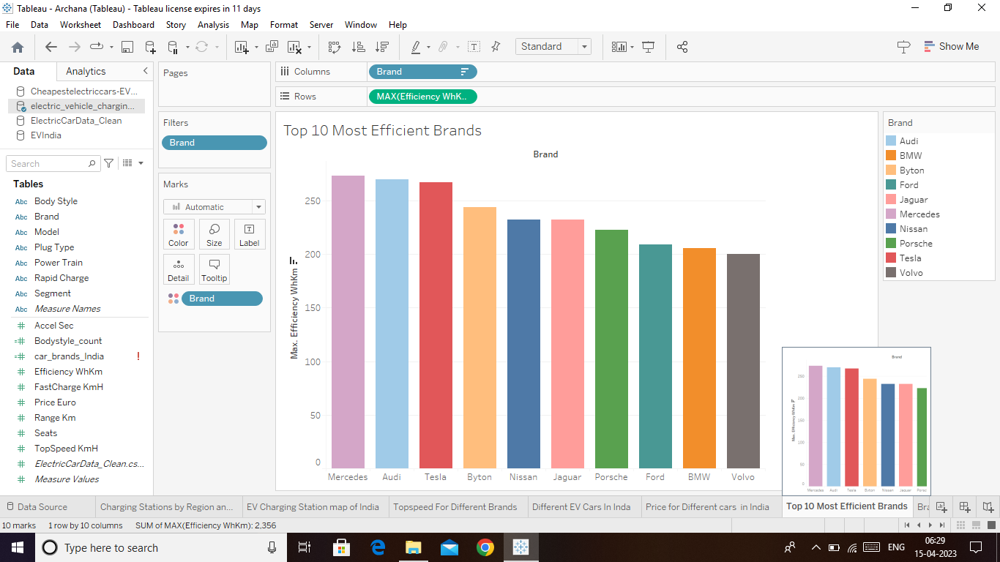 Tableau - Archana (Tableau) - Tableau license expires in 11 days
File Data Worksheet Dashboard Story Analysis Map Format Server Window Help
Standard
Show Me
Data Analytics
Cheapestelectriccars-EV...
electric_vehicle_chargin...
ElectricCarData_Clean
EVIndia
Search
Tables
Abc Body Style
Abc Brand
Abc Model
Abc Plug Type
Abc Power Train
Abc Rapid Charge
Abc Segment
Abc Measure Names
# Accel Sec
=# Bodystyle_count
=# car_brands_India !
# Efficiency WhKm
# FastCharge KmH
# Price Euro
# Range Km
# Seats
# TopSpeed KmH
# ElectricCarData_Clean.cs...
# Measure Values
Pages
Filters
Brand
Marks
Automatic
Color Size Label
Detail Tooltip
Brand
Columns Brand
Rows MAX(Efficiency WhK..
Top 10 Most Efficient Brands
Brand
Max. Efficiency WhKm
250
200
150
100
50
0
Mercedes Audi Tesla Byton Nissan Jaguar Porsche Ford BMW Volvo
Brand
Audi
BMW
Byton
Ford
Jaguar
Mercedes
Nissan
Porsche
Tesla
Volvo
Brand
Max. Efficiency WhKm
250
200
150
100
50
0
Mercedes Audi Tesla Byton Nissan Jaguar Porsc
Data Source Charging Stations by Region an... EV Charging Station map of India Topspeed For Different Brands Different EV Cars In Inda Price for Different cars in India Top 10 Most Efficient Brands Bra
10 marks 1 row by 10 columns SUM of MAX(Efficiency WhKm): 2,356
Type here to search
ENG
06:29
15-04-2023